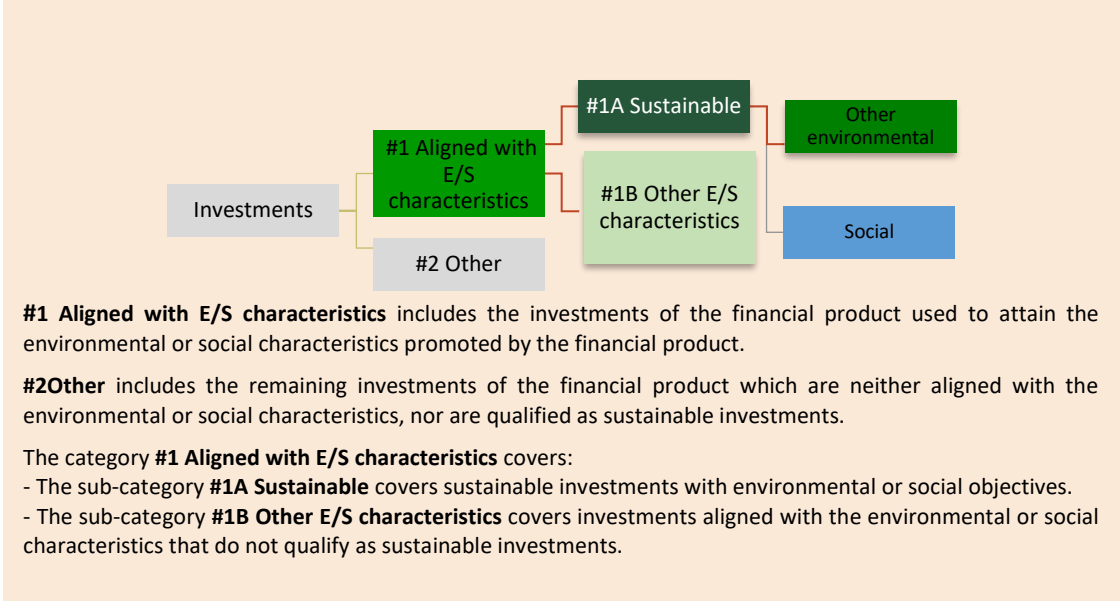 #1A Sustainable
Other
environmental
#1 Aligned with
E/S
characteristics
#1B Other E/S
characteristics
Investments
Social
#2 Other
#1 Aligned with E/S characteristics includes the investments of the financial product used to attain the
environmental or social characteristics promoted by the financial product.
#2Other includes the remaining investments of the financial product which are neither aligned with the
environmental or social characteristics, nor are qualified as sustainable investments.
The category #1 Aligned with E/S characteristics covers:
- The sub-category #1A Sustainable covers sustainable investments with environmental or social objectives.
- The sub-category #1B Other E/S characteristics covers investments aligned with the environmental or social
characteristics that do not qualify as sustainable investments.